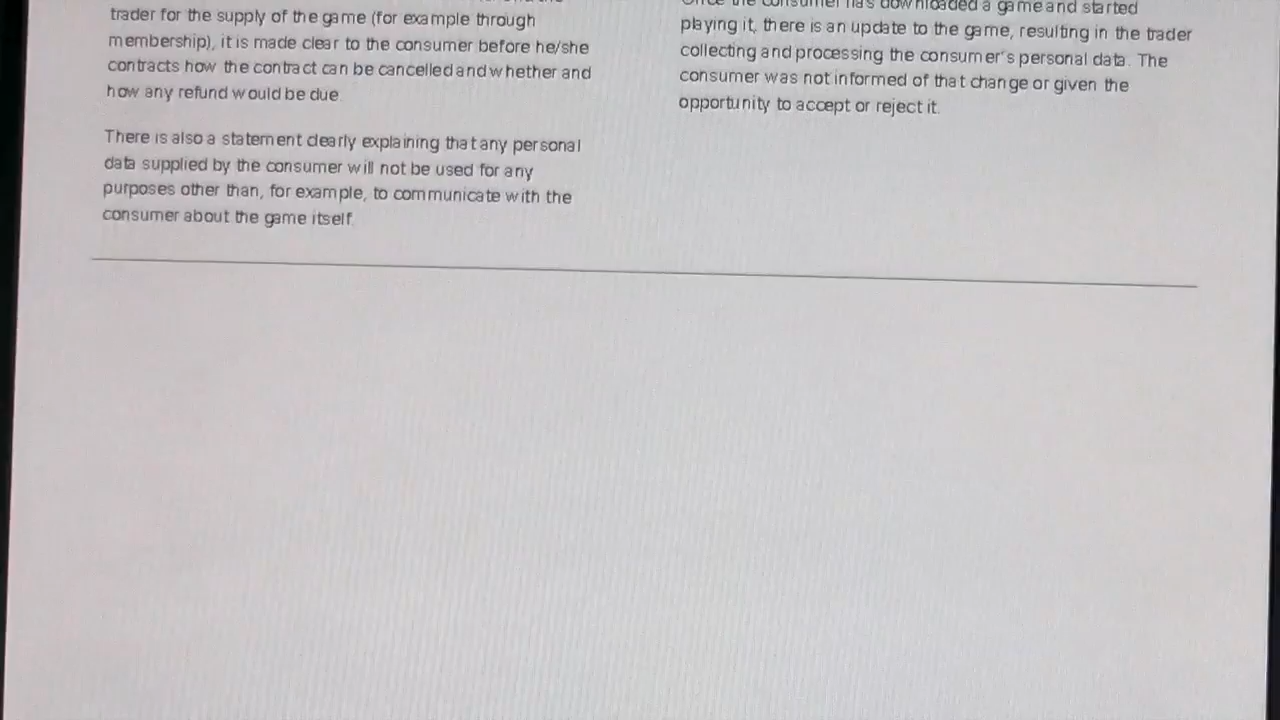 trader for the supply of the game (for example through
membership), it is made clear to the consumer before he/she
contracts how the contract can be cancelled and whether and
how any refund would be due.
There is also a statement clearly explaining that any personal
data supplied by the consumer will not be used for any
purposes other than, for example, to communicate with the
consumer about the game itself.
Once the consumer has downloaded a game and started
playing it, there is an update to the game, resulting in the trader
collecting and processing the consumer's personal data. The
consumer was not informed of that change or given the
opportunity to accept or reject it.